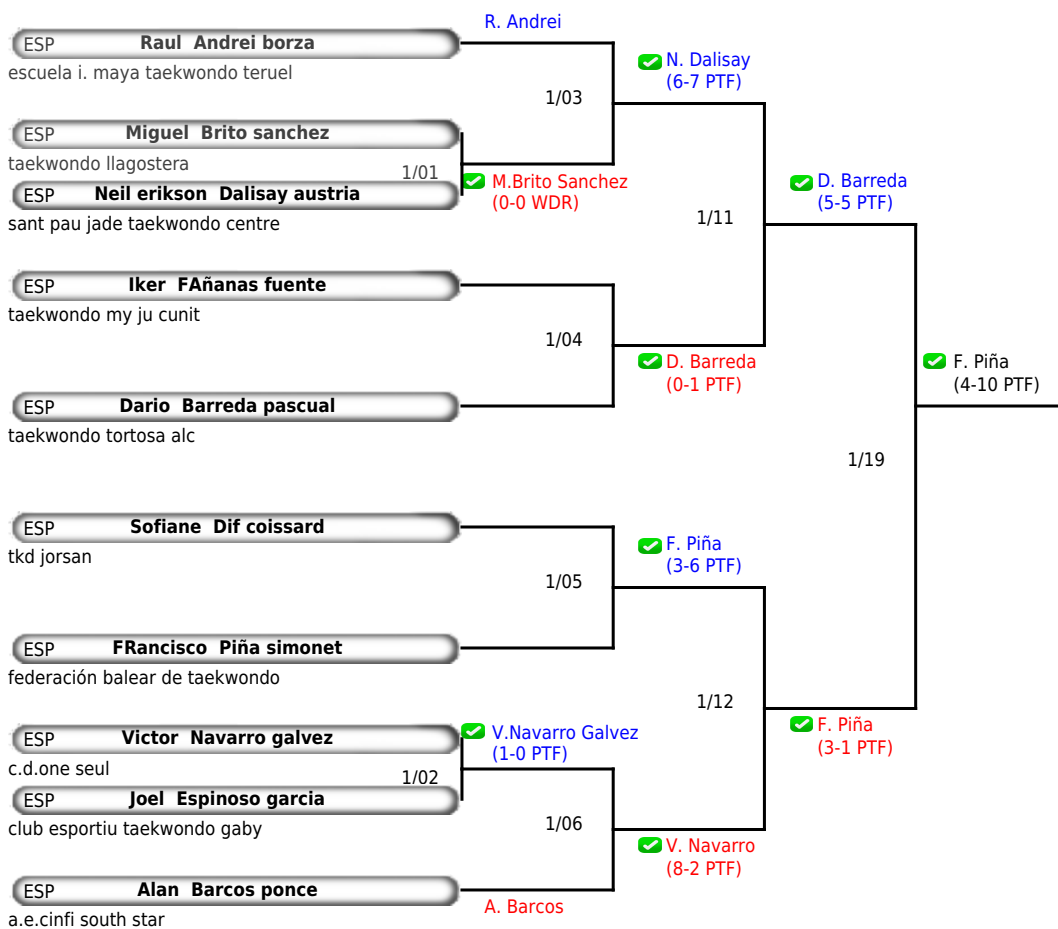 R. Andrei
ESP Raul Andrei borza
escuela i. maya taekwondo teruel
N. Dalisay
(6-7 PTF)
1/03
ESP Miguel Brito sanchez
taekwondo llagostera
1/01
M.Brito Sanchez
(0-0 WDR)
ESP Neil erikson Dalisay austria
sant pau jade taekwondo centre
D. Barreda
(5-5 PTF)
1/11
ESP Iker FAñanas fuente
taekwondo my ju cunit
1/04
D. Barreda
(0-1 PTF)
F. Piña
(4-10 PTF)
ESP Dario Barreda pascual
taekwondo tortosa alc
1/19
ESP Sofiane Dif coissard
tkd jorsan
F. Piña
(3-6 PTF)
1/05
ESP FRancisco Piña simonet
federación balear de taekwondo
1/12
F. Piña
(3-1 PTF)
ESP Victor Navarro galvez
c.d.one seul
V.Navarro Galvez
(1-0 PTF)
1/02
ESP Joel Espinoso garcia
club esportiu taekwondo gaby
1/06
V. Navarro
(8-2 PTF)
ESP Alan Barcos ponce
a.e.cinfi south star
A. Barcos